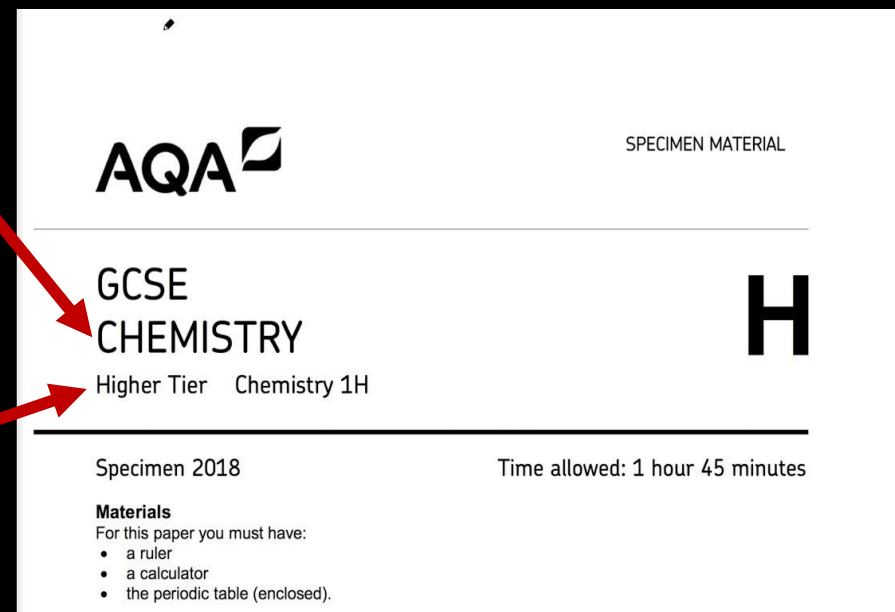 AQA
SPECIMEN MATERIAL
GCSE
CHEMISTRY
H
Higher Tier Chemistry 1H
Specimen 2018 Time allowed: 1 hour 45 minutes
Materials
For this paper you must have:
• a ruler
• a calculator
• the periodic table (enclosed).